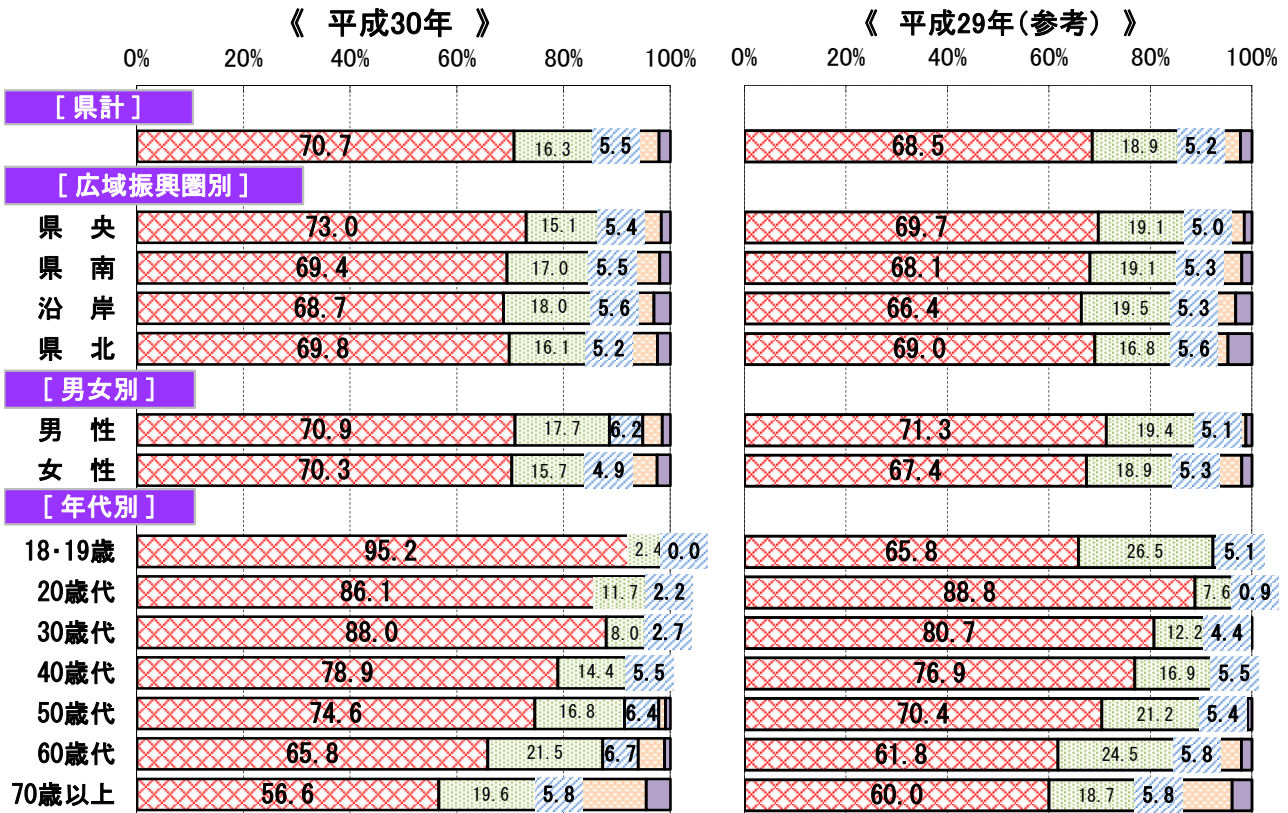 《 平成30年 》 《 平成29年(参考) 》
0% 20% 40% 60% 80% 100% 0% 20% 40% 60% 80% 100%
[ 県計 ]
70.7 16.3 5.5 68.5 18.9 5.2
[ 広域振興圏別 ]
県 央 73.0 15.1 5.4 69.7 19.1 5.0
県 南 69.4 17.0 5.5 68.1 19.1 5.3
沿 岸 68.7 18.0 5.6 66.4 19.5 5.3
県 北 69.8 16.1 5.2 69.0 16.8 5.6
[ 男女別 ]
男 性 70.9 17.7 6.2 71.3 19.4 5.1
女 性 70.3 15.7 4.9 67.4 18.9 5.3
[ 年代別 ]
18・19歳 95.2 2.4 0.0 65.8 26.5 5.1
20歳代 86.1 11.7 2.2 88.8 7.6 0.9
30歳代 88.0 8.0 2.7 80.7 12.2 4.4
40歳代 78.9 14.4 5.5 76.9 16.9 5.5
50歳代 74.6 16.8 6.4 70.4 21.2 5.4
60歳代 65.8 21.5 6.7 61.8 24.5 5.8
70歳以上 56.6 19.6 5.8 60.0 18.7 5.8